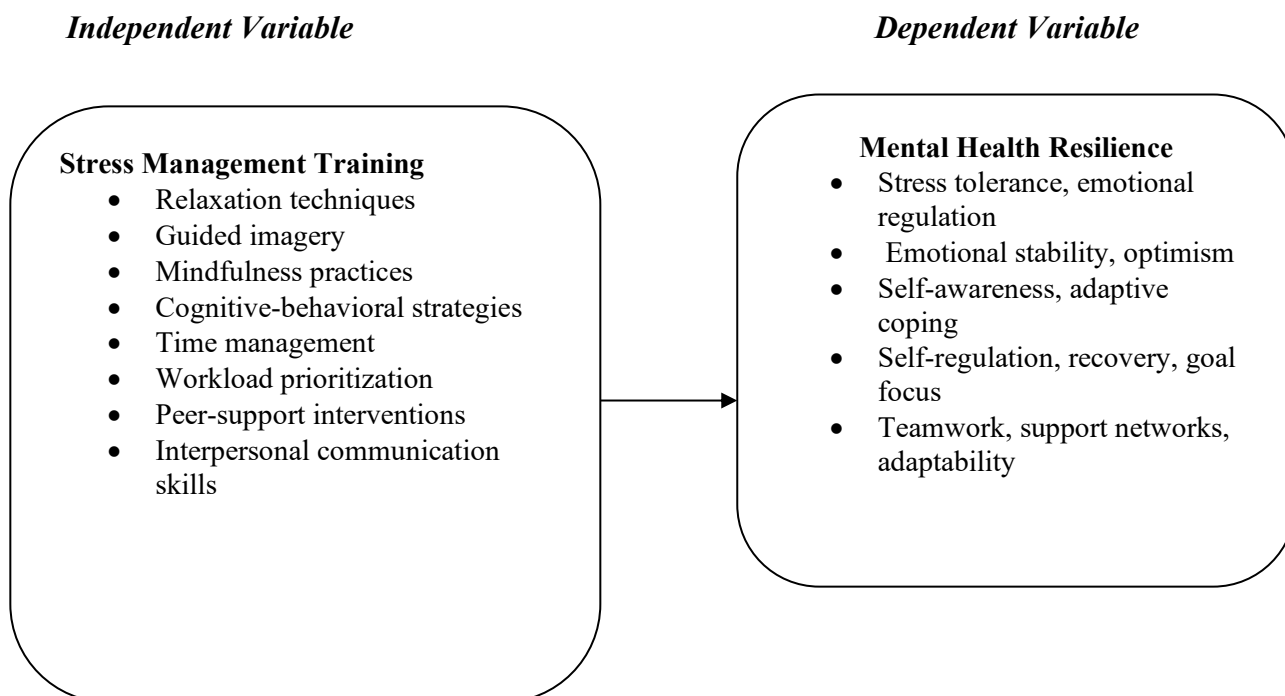 Independent Variable
Dependent Variable
Stress Management Training
• Relaxation techniques
• Guided imagery
• Mindfulness practices
• Cognitive-behavioral strategies
• Time management
• Workload prioritization
• Peer-support interventions
• Interpersonal communication
skills
Mental Health Resilience
• Stress tolerance, emotional
regulation
• Emotional stability, optimism
• Self-awareness, adaptive
coping
• Self-regulation, recovery, goal
focus
• Teamwork, support networks,
adaptability